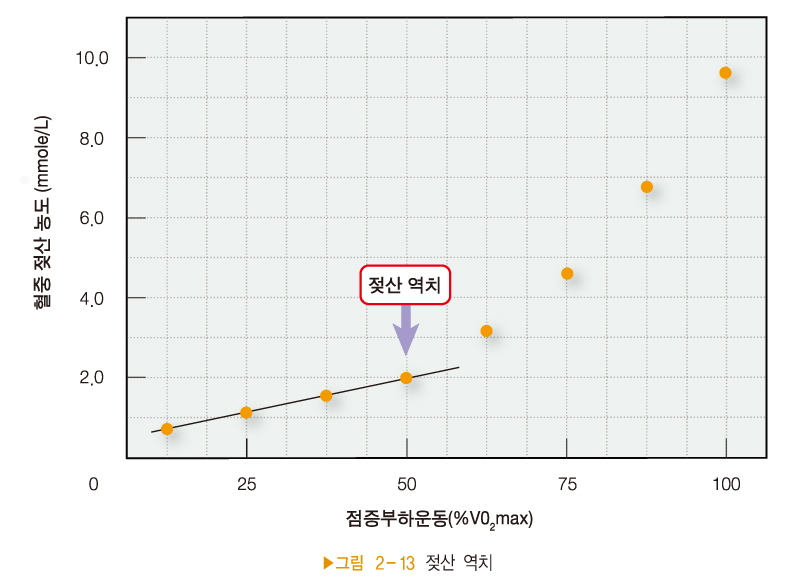 10.0
8.0
6.0
4.0
2.0
혈중 젖산 농도 (mmole/L)
젖산 역치
0 25 50 75 100
점증부하운동(%V0₂max)
▶그림 2-13 젖산 역치